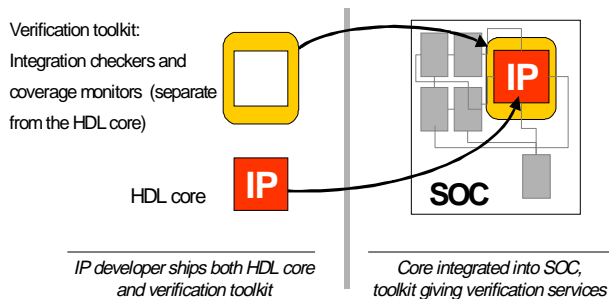 Verification toolkit:
Integration checkers and
coverage monitors (separate
from the HDL core)
HDL core
IP
IP
SOC
IP developer ships both HDL core
and verification toolkit
Core integrated into SOC,
toolkit giving verification services